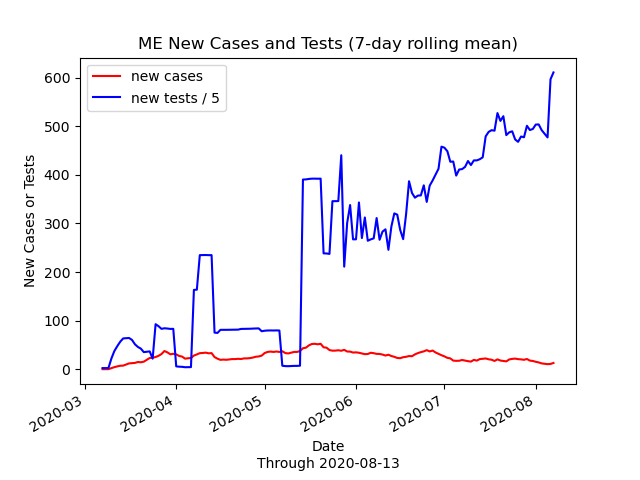 ME New Cases and Tests (7-day rolling mean)
new cases
new tests / 5
New Cases or Tests
600
500
400
300
200
100
0
2020-03
2020-04
2020-05
2020-06
2020-07
2020-08
Date
Through 2020-08-13